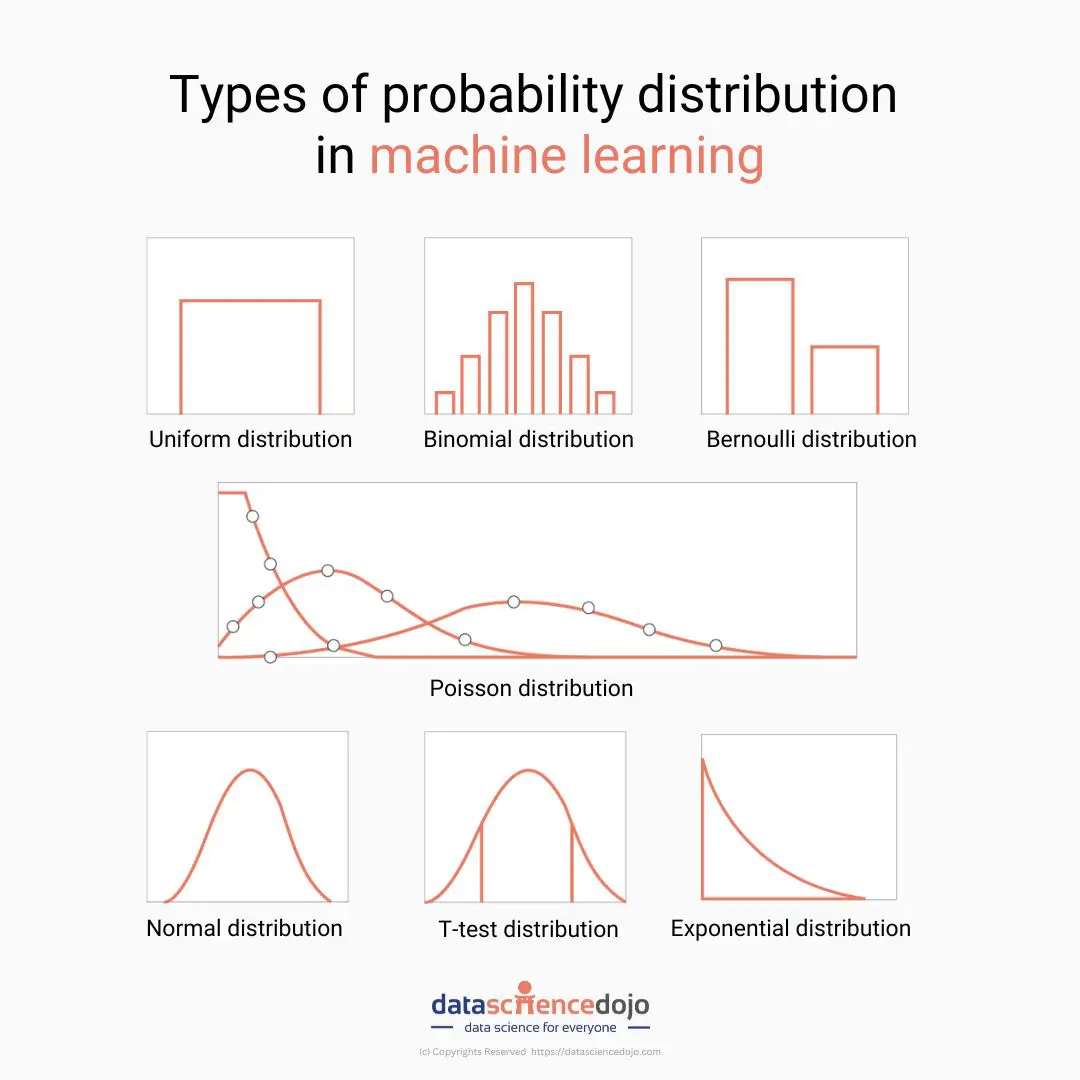 Types of probability distribution
in machine learning
Uniform distribution
Binomial distribution
Bernoulli distribution
Poisson distribution
Normal distribution
T-test distribution
Exponential distribution
datasciencedojo
data science for everyone
(c) Copyrights Reserved https://datasciencedojo.com